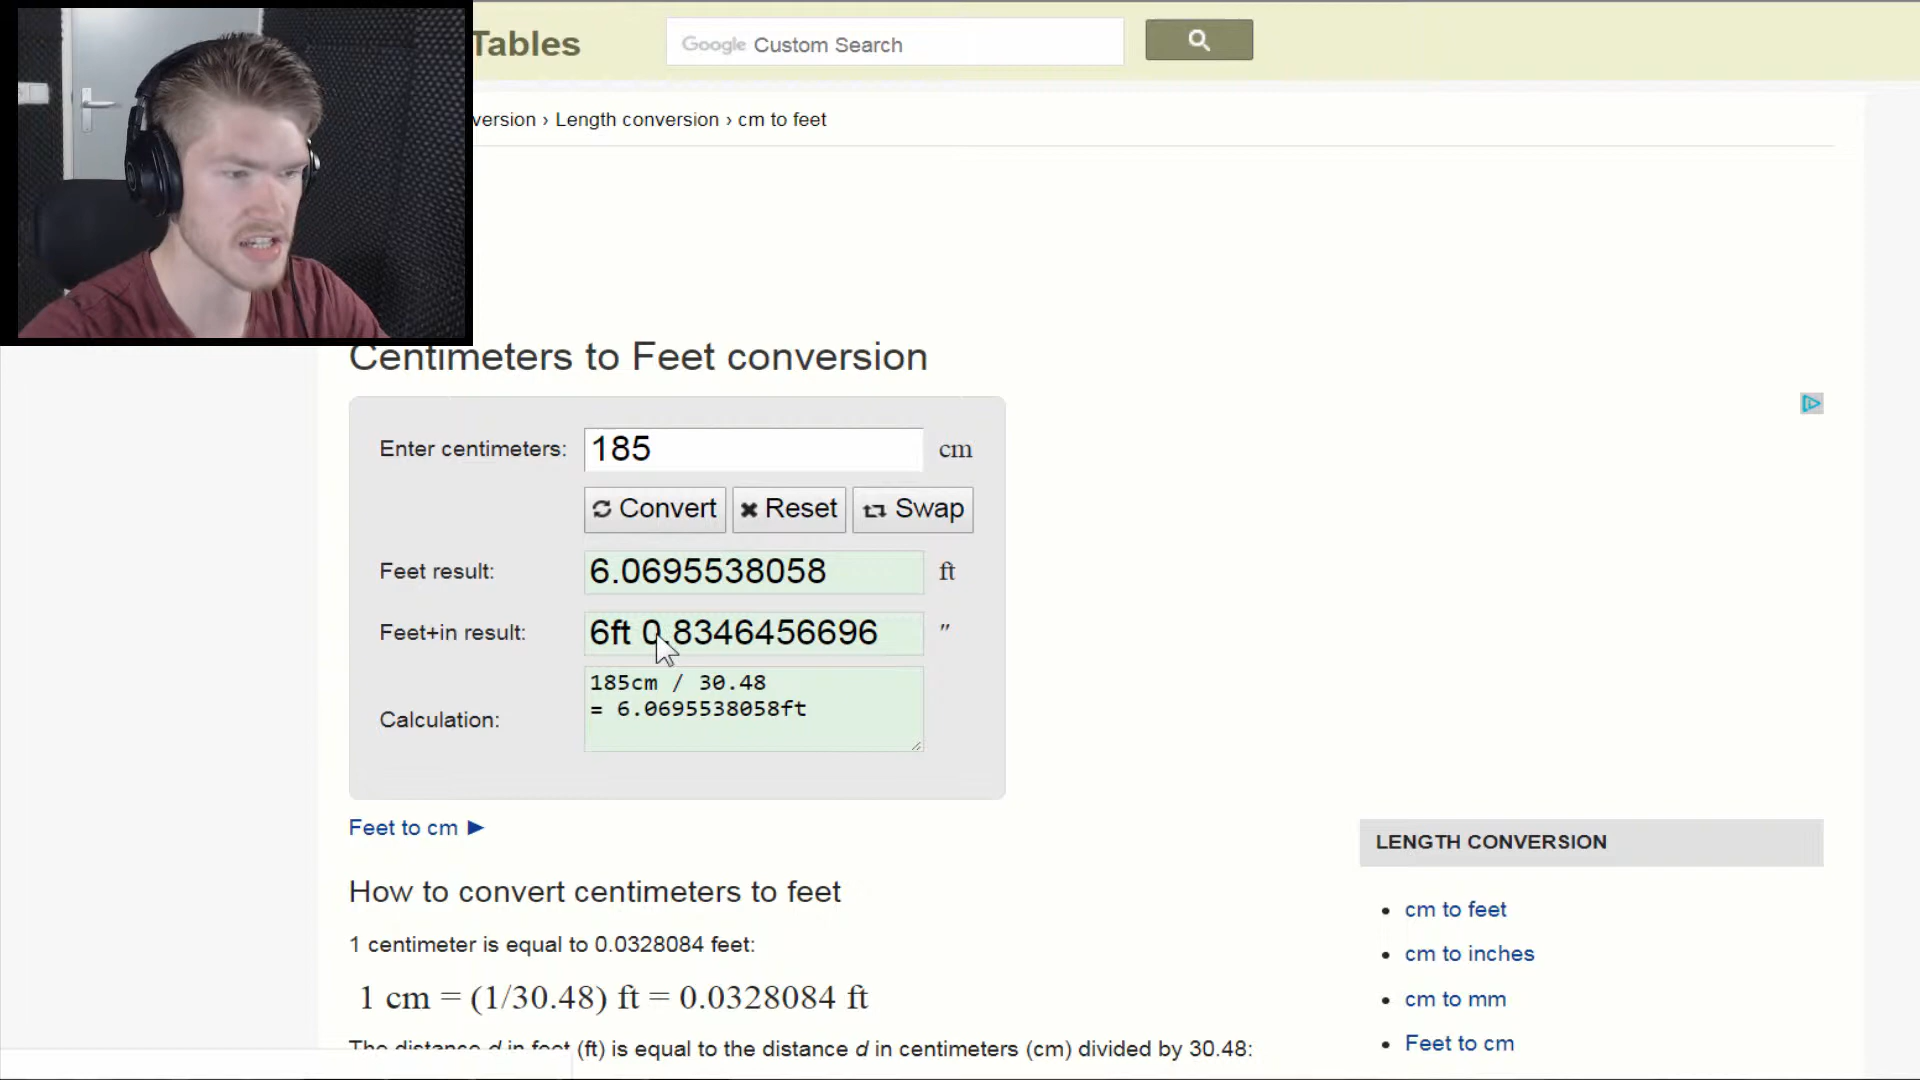 Tables
Google Custom Search
version › Length conversion › cm to feet
Centimeters to Feet conversion
Enter centimeters: 185 cm
Convert Reset Swap
Feet result: 6.0695538058 ft
Feet+in result: 6ft 0.8346456696 "
185cm / 30.48
= 6.0695538058ft
Calculation:
Feet to cm ►
LENGTH CONVERSION
How to convert centimeters to feet
• cm to feet
1 centimeter is equal to 0.0328084 feet:
• cm to inches
1 cm = (1/30.48) ft = 0.0328084 ft
• cm to mm
The distance d in feet (ft) is equal to the distance d in centimeters (cm) divided by 30.48:
• Feet to cm